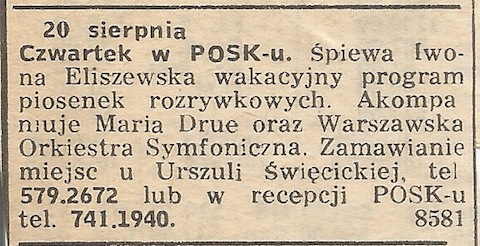 20 sierpnia
Czwartek w POSK-u. Śpiewa Iwo-
na Eliszewska wakacyjny program
piosenek rozrywkowych. Akompa
niuje Maria Drue oraz Warszawska
Orkiestra Symfoniczna. Zamawianie
miejsc u Urszuli Święcickiej, tel
579.2672 lub w recepcji POSK-u
tel. 741.1940. 8581